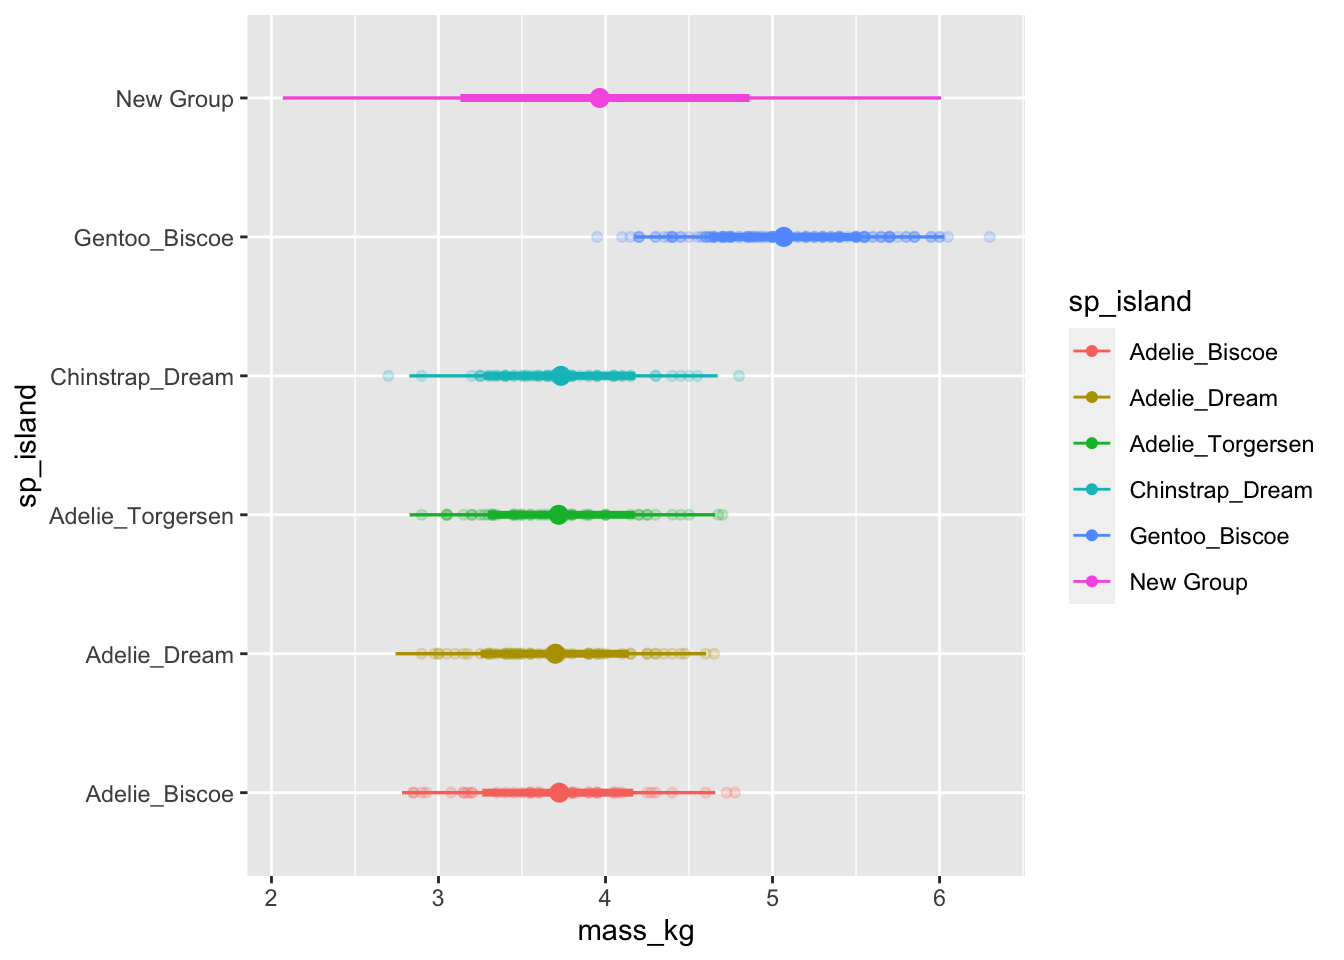 New Group
Gentoo_Biscoe
Chinstrap_Dream
Adelie_Torgersen
Adelie_Dream
Adelie_Biscoe
sp_island
2 3 4 5 6
mass_kg
sp_island
Adelie_Biscoe
Adelie_Dream
Adelie_Torgersen
Chinstrap_Dream
Gentoo_Biscoe
New Group